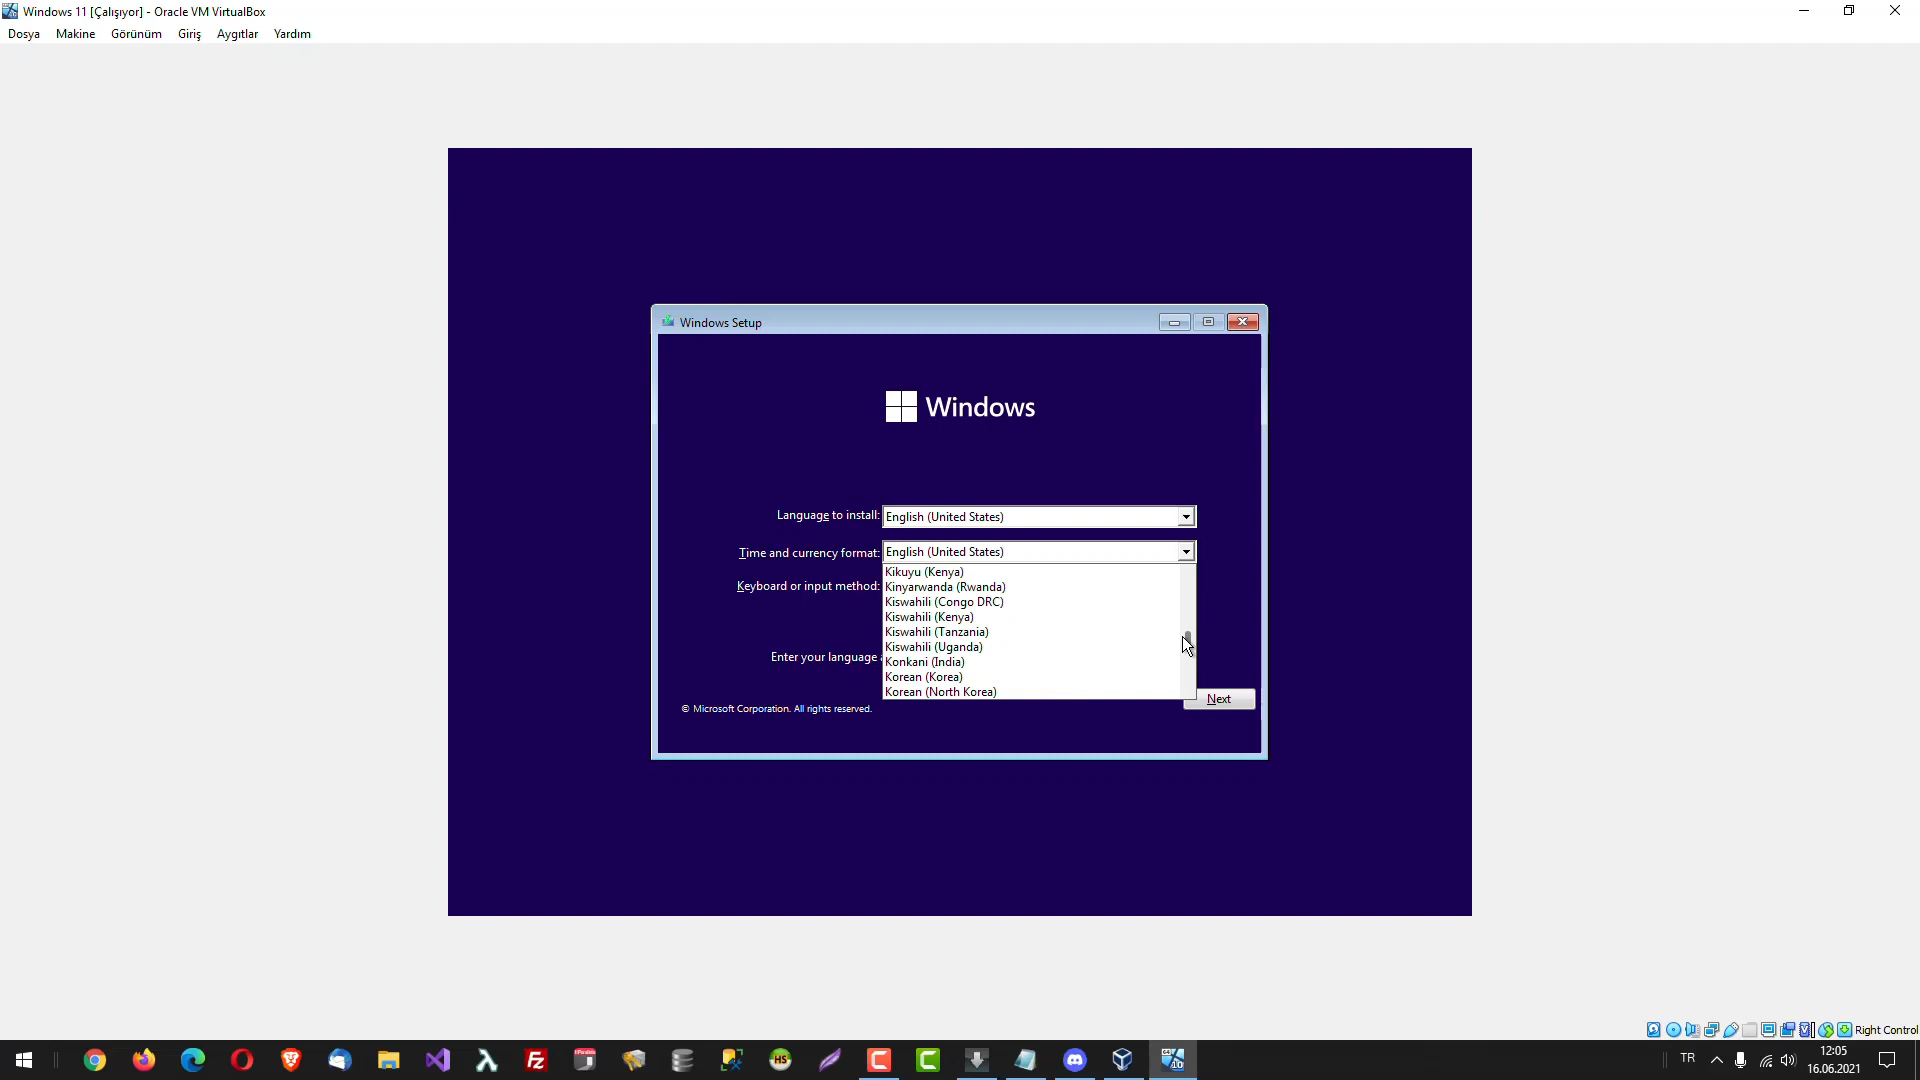 Windows 11 [Çalışıyor] - Oracle VM VirtualBox
Dosya Makine Görünüm Giriş Aygıtlar Yardım
Windows Setup
Windows
Language to install: English (United States)
Time and currency format: English (United States)
Kikuyu (Kenya)
Keyboard or input method: Kinyarwanda (Rwanda)
Kiswahili (Congo DRC)
Kiswahili (Kenya)
Kiswahili (Tanzania)
Kiswahili (Uganda)
Enter your language Konkani (India)
Korean (Korea)
Korean (North Korea)
Next
© Microsoft Corporation. All rights reserved.
Right Control
TR
12:05
16.06.2021